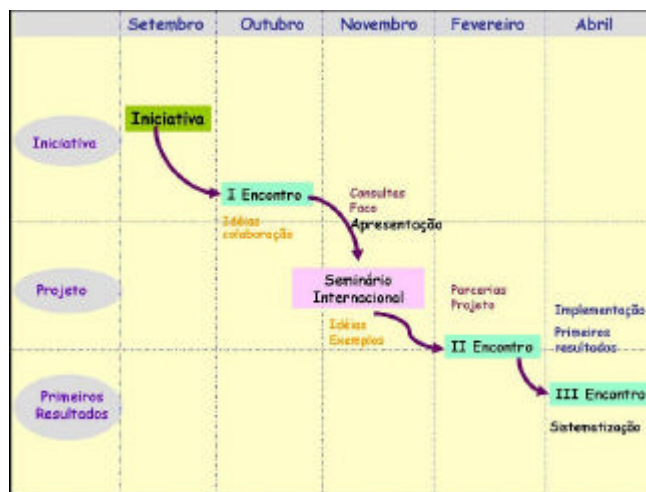 Setembro Outubro Novembro Fevereiro Abril
Iniciativa
Iniciativa
I Encontro
Idéias
colaboração
Consultas
Foco
Apresentação
Projeto
Seminário
Internacional
Idéias
Exemplos
Parcerias
Projeto
II Encontro
Implementação
Primeiros
resultados
Primeiros
Resultados
III Encontro
Sistematização